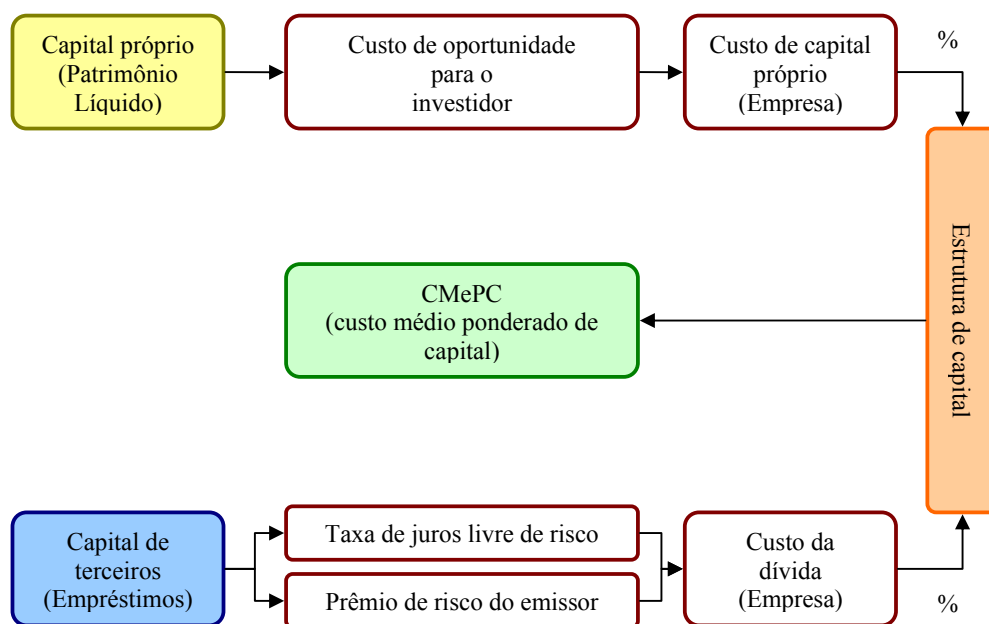 Capital próprio
(Patrimônio
Líquido)
Custo de oportunidade
para o
investidor
Custo de capital
próprio
(Empresa)
%
Estrutura de capital
CMePC
(custo médio ponderado de
capital)
Capital de
terceiros
(Empréstimos)
Taxa de juros livre de risco
Prêmio de risco do emissor
Custo da
dívida
(Empresa)
%